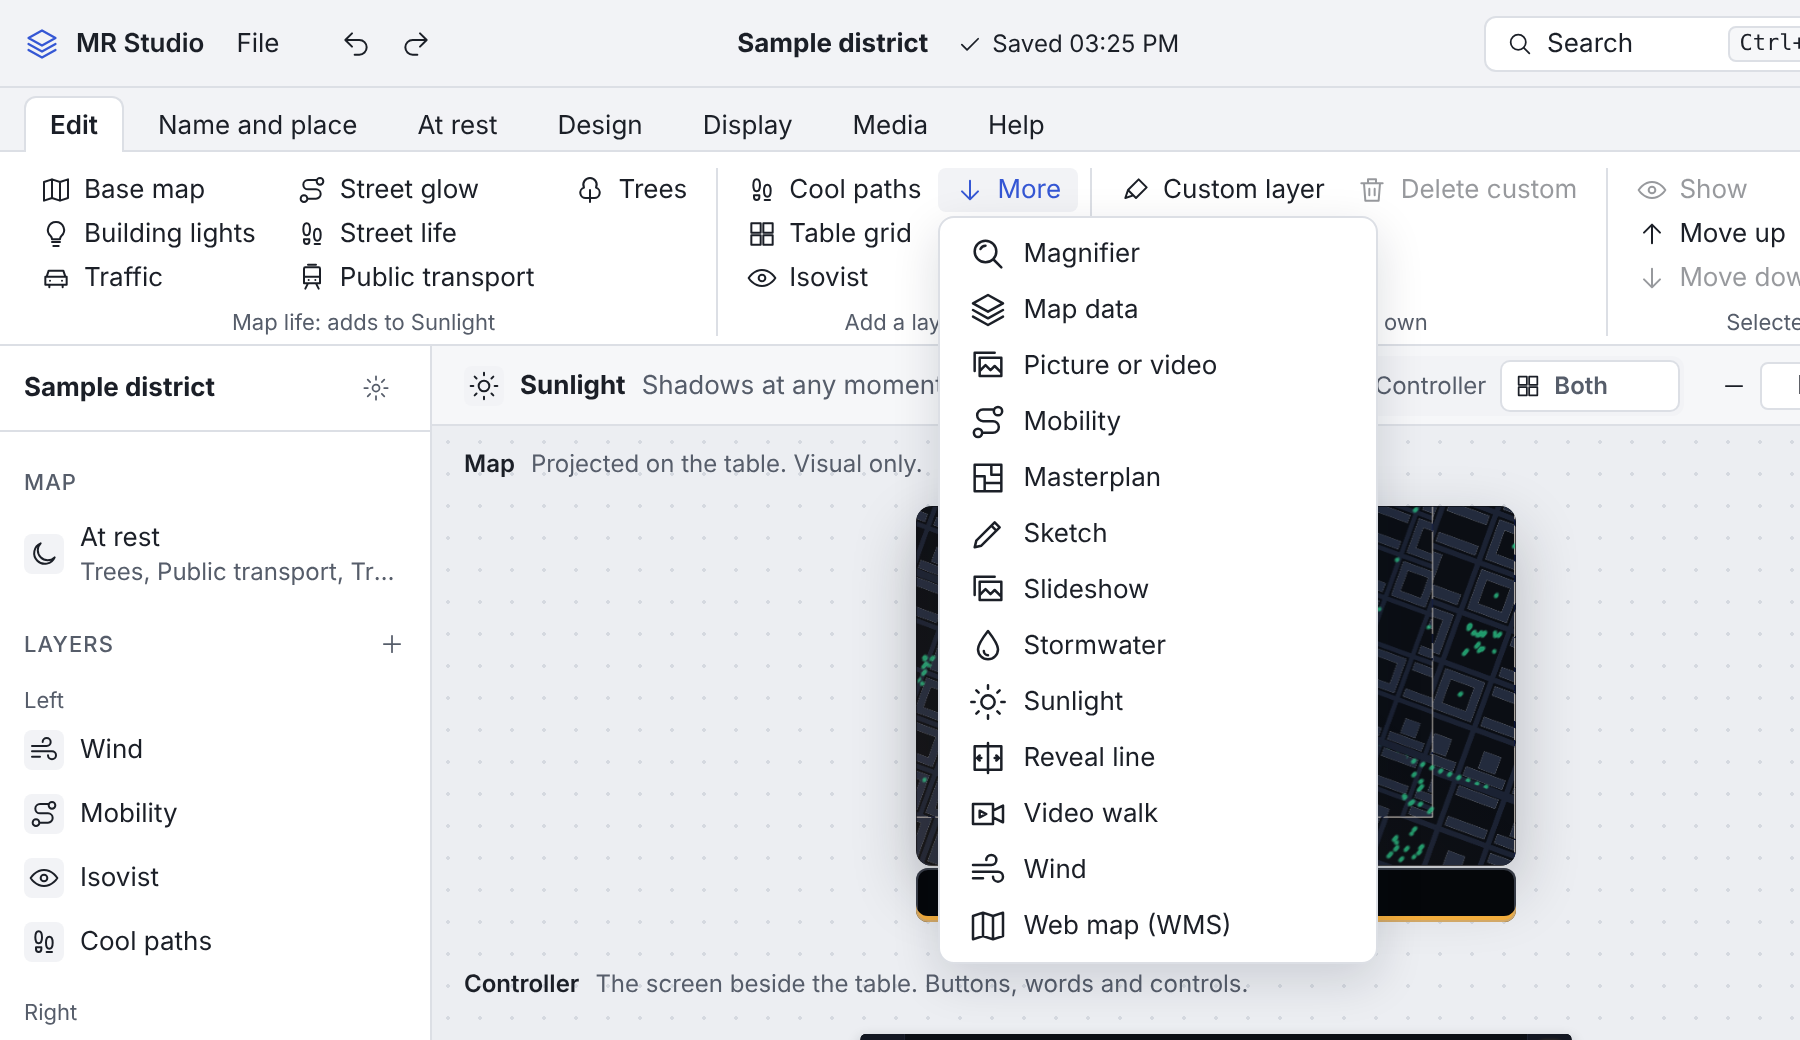 MR Studio File Sample district Saved 03:25 PM Search Ctrl+
Edit Name and place At rest Design Display Media Help
Base map Street glow Trees Cool paths More Custom layer Delete custom Show
Building lights Street life Table grid Move up
Traffic Public transport Isovist Move dow
Map life: adds to Sunlight Add a lay own Selecte
Sample district
Sunlight Shadows at any moment Controller Both
Map Projected on the table. Visual only.
MAP
At rest
Trees, Public transport, Tr...
LAYERS
Left
Wind
Mobility
Isovist
Cool paths
Right
Magnifier
Map data
Picture or video
Mobility
Masterplan
Sketch
Slideshow
Stormwater
Sunlight
Reveal line
Video walk
Wind
Web map (WMS)
Controller The screen beside the table. Buttons, words and controls.